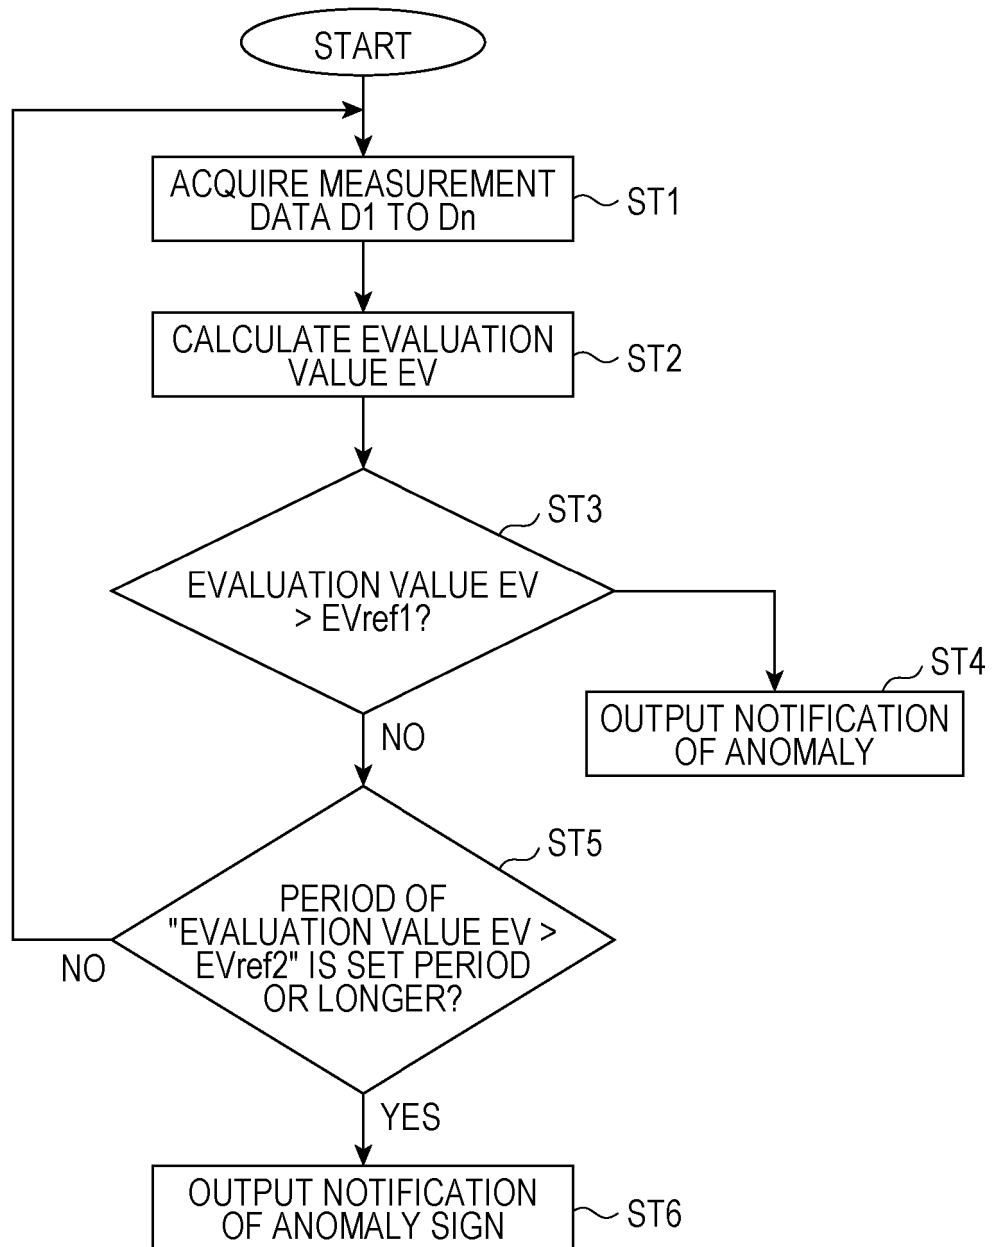 START
ACQUIRE MEASUREMENT
DATA D1 TO Dn
ST1
CALCULATE EVALUATION
VALUE EV
ST2
ST3
EVALUATION VALUE EV
> EVref1?
ST4
OUTPUT NOTIFICATION
OF ANOMALY
NO
ST5
PERIOD OF
"EVALUATION VALUE EV >
EVref2" IS SET PERIOD
OR LONGER?
NO
YES
OUTPUT NOTIFICATION
OF ANOMALY SIGN
ST6